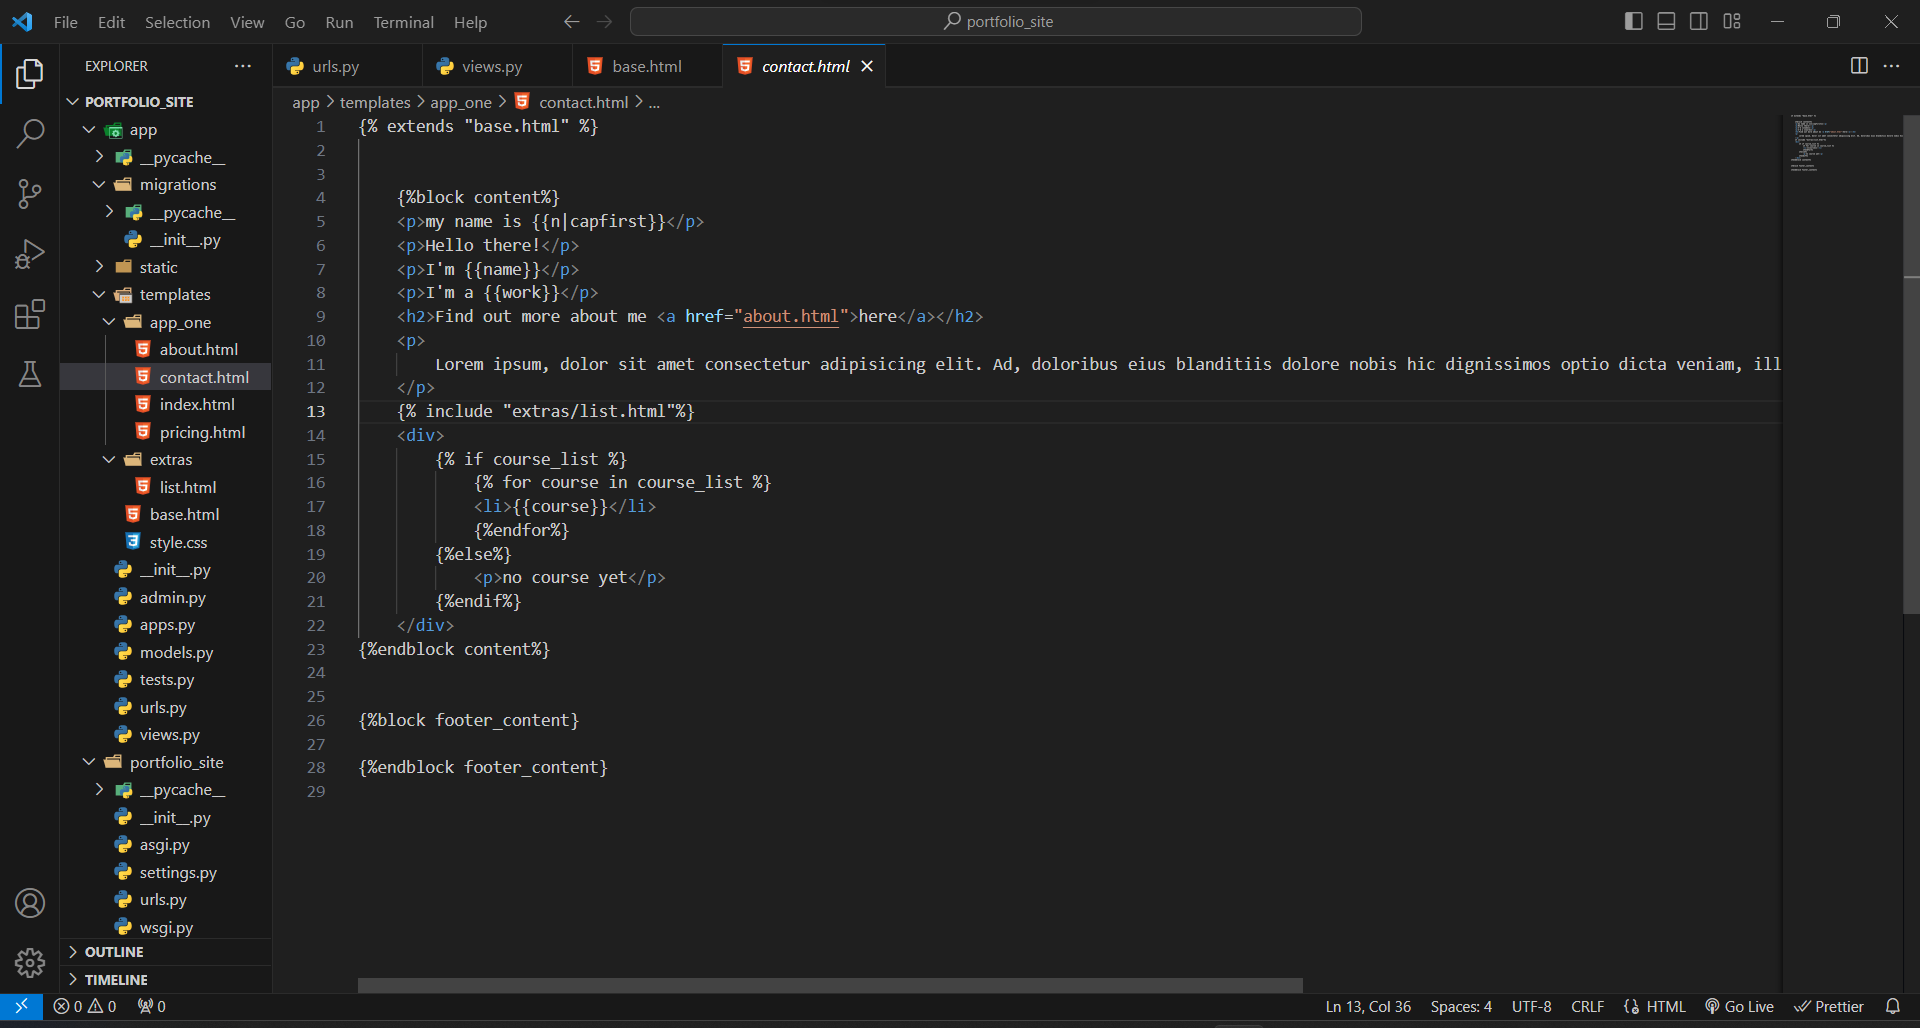 File Edit Selection View Go Run Terminal Help
portfolio_site
EXPLORER
PORTFOLIO_SITE
app
__pycache__
migrations
__pycache__
__init__.py
static
templates
app_one
about.html
contact.html
index.html
pricing.html
extras
list.html
base.html
style.css
__init__.py
admin.py
apps.py
models.py
tests.py
urls.py
views.py
portfolio_site
__pycache__
__init__.py
asgi.py
settings.py
urls.py
wsgi.py
OUTLINE
TIMELINE
urls.py views.py base.html contact.html
app > templates > app_one > contact.html > ...
1 {% extends "base.html" %}
2
3
4 {%block content%}
5 <p>my name is {{n|capfirst}}</p>
6 <p>Hello there!</p>
7 <p>I'm {{name}}</p>
8 <p>I'm a {{work}}</p>
9 <h2>Find out more about me <a href="about.html">here</a></h2>
10 <p>
11 Lorem ipsum, dolor sit amet consectetur adipisicing elit. Ad, doloribus eius blanditiis dolore nobis hic dignissimos optio dicta veniam, ill
12 </p>
13 {% include "extras/list.html"%}
14 <div>
15 {% if course_list %}
16 {% for course in course_list %}
17 <li>{{course}}</li>
18 {%endfor%}
19 {%else%}
20 <p>no course yet</p>
21 {%endif%}
22 </div>
23 {%endblock content%}
24
25
26 {%block footer_content}
27
28 {%endblock footer_content}
29
0 0 0 Ln 13, Col 36 Spaces: 4 UTF-8 CRLF HTML Go Live Prettier